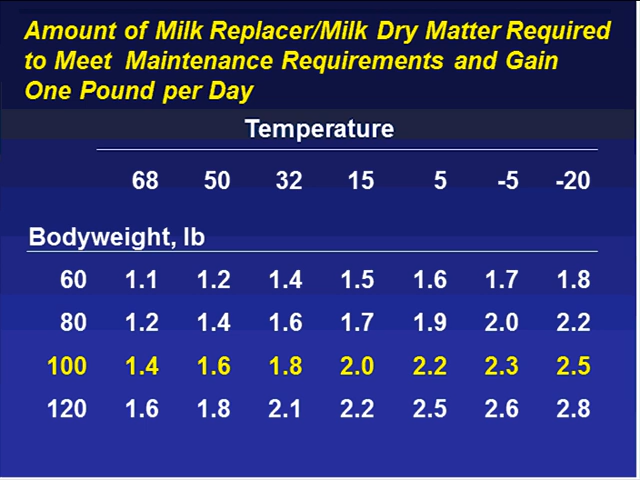 Amount of Milk Replacer/Milk Dry Matter Required
to Meet Maintenance Requirements and Gain
One Pound per Day
Temperature
68 50 32 15 5 -5 -20
Bodyweight, lb
60 1.1 1.2 1.4 1.5 1.6 1.7 1.8
80 1.2 1.4 1.6 1.7 1.9 2.0 2.2
100 1.4 1.6 1.8 2.0 2.2 2.3 2.5
120 1.6 1.8 2.1 2.2 2.5 2.6 2.8